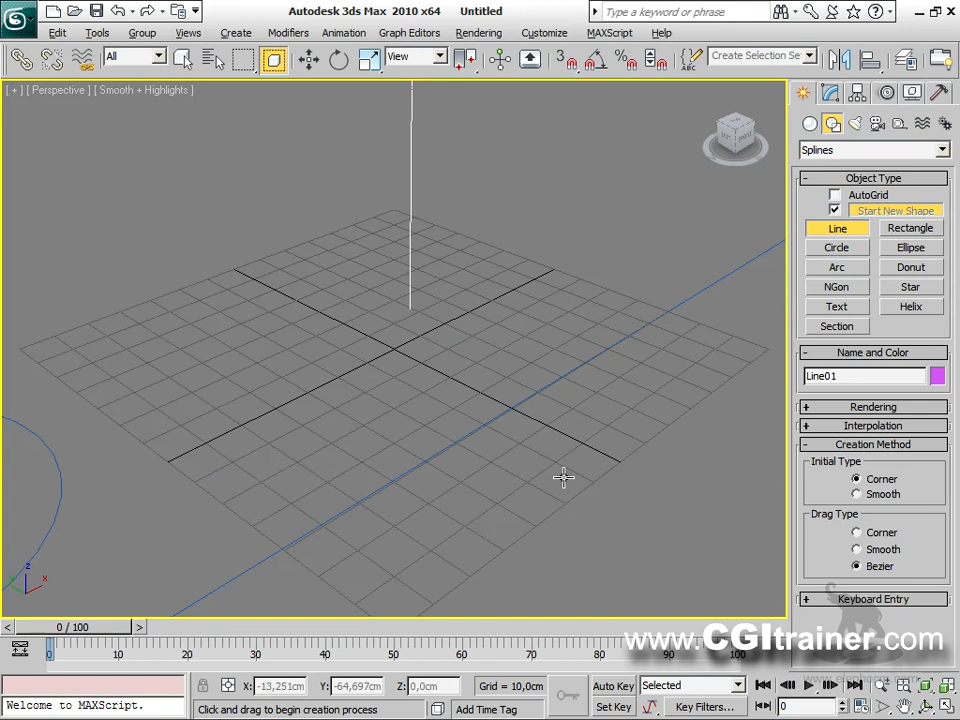 Autodesk 3ds Max 2010 x64 Untitled
Type a keyword or phrase
Edit Tools Group Views Create Modifiers Animation Graph Editors Rendering Customize MAXScript Help
All View 3 Create Selection Se
[ + ] [ Perspective ] [ Smooth + Highlights ]
Splines
- Object Type
AutoGrid
Start New Shape
Line Rectangle
Circle Ellipse
Arc Donut
NGon Star
Text Helix
Section
- Name and Color
Line01
+ Rendering
+ Interpolation
- Creation Method
Initial Type
Corner
Smooth
Drag Type
Corner
Smooth
Bezier
+ Keyboard Entry
z
x
< 0 / 100 >
0 10 20 30 40 50 60 70 80 90 100
www.CGItrainer.com
X: -13,251cm Y: -64,697cm Z: 0,0cm Grid = 10,0cm Auto Key Selected
Welcome to MAXScript. Click and drag to begin creation process Add Time Tag Set Key Key Filters... 0